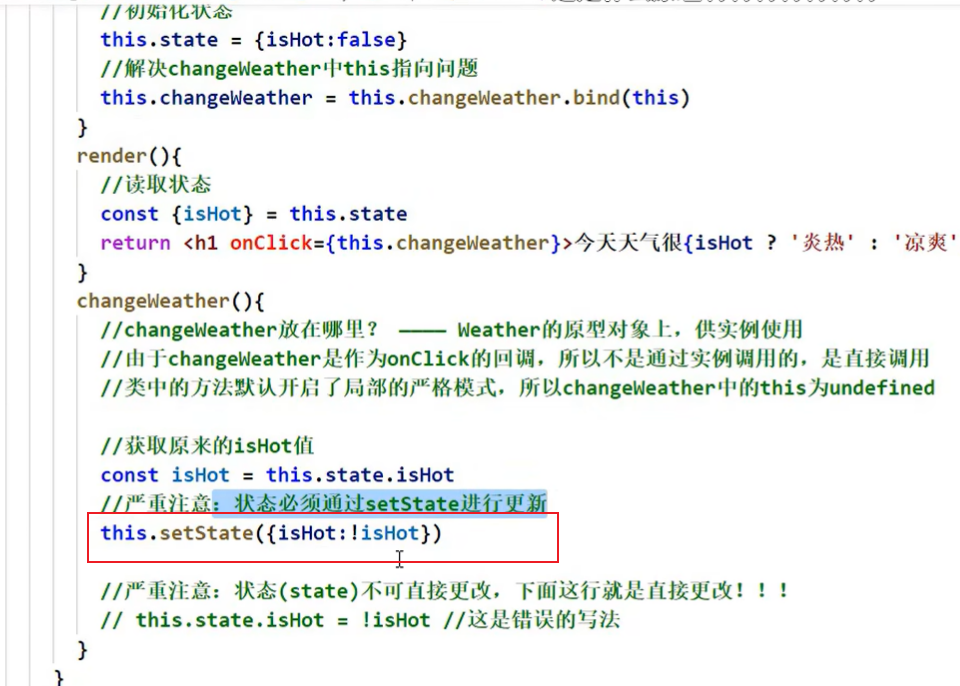 //初始化状态
this.state = {isHot:false}
//解决changeWeather中this指向问题
this.changeWeather = this.changeWeather.bind(this)
}
render(){
//读取状态
const {isHot} = this.state
return <h1 onClick={this.changeWeather}>今天天气很{isHot ? '炎热' : '凉爽'
}
changeWeather(){
//changeWeather放在哪里? ———— Weather的原型对象上，供实例使用
//由于changeWeather是作为onClick的回调，所以不是通过实例调用的，是直接调用
//类中的方法默认开启了局部的严格模式，所以changeWeather中的this为undefined
//获取原来的isHot值
const isHot = this.state.isHot
//严重注意：状态必须通过setState进行更新
this.setState({isHot:!isHot})
//严重注意：状态(state)不可直接更改，下面这行就是直接更改！！！
// this.state.isHot = !isHot //这是错误的写法
}
}